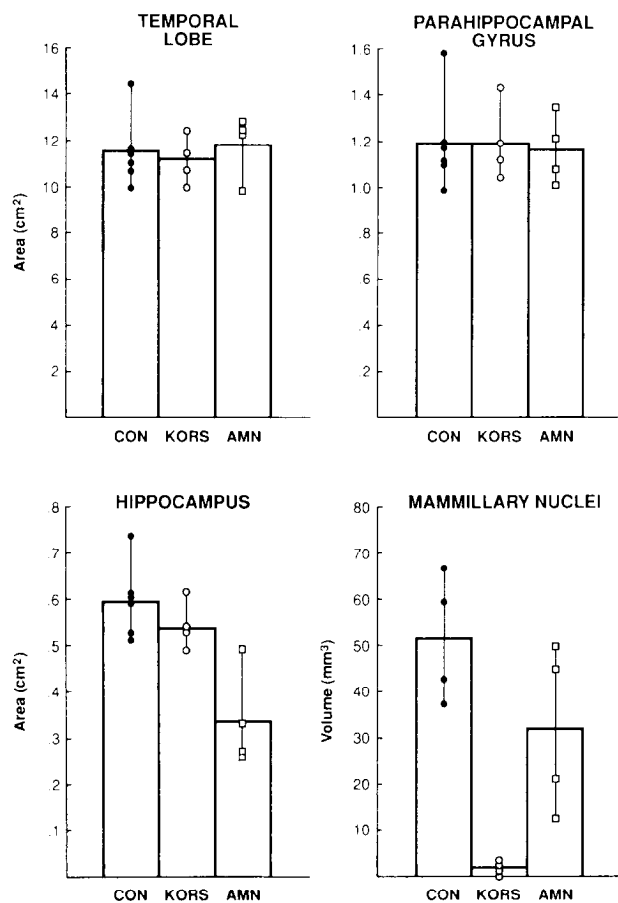 TEMPORAL
LOBE
16
14
12
10
8
6
4
2
Area (cm²)
CON KORS AMN
PARAHIPPOCAMPAL
GYRUS
1.6
1.4
1.2
1.0
.8
.6
.4
.2
CON KORS AMN
HIPPOCAMPUS
.8
.7
.6
.5
.4
.3
.2
.1
Area (cm²)
CON KORS AMN
MAMMILLARY NUCLEI
80
70
60
50
40
30
20
10
Volume (mm³)
CON KORS AMN